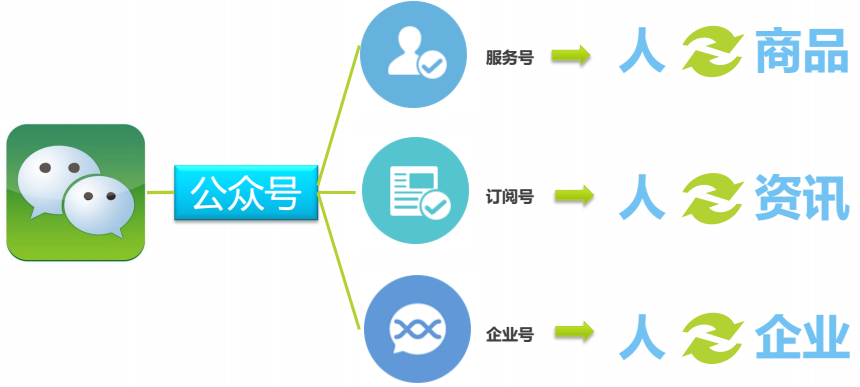 公众号
服务号
人 商品
订阅号
人 资讯
企业号
人 企业